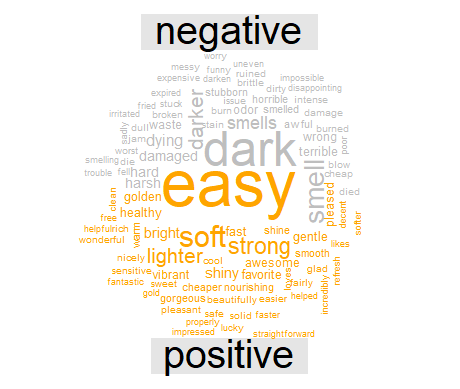 negative
worry
messy funny uneven
expensive darken ruined impossible
expired stubborn brittle dirty disappointing
fried stuck issue horrible intense
irritated broken darker burn odor smelled damage
sadly dull waste stain smells awful burned
jam dying dark wrong poor
worst damaged terrible
smelling die hard smell blow
trouble fell harsh easy cheap
clean golden pleased died
free healthy decent
helpful rich warm bright soft fast shine gentle softer
wonderful strong likes
nicely lighter cool awesome smooth
sensitive vibrant shiny favorite loves glad refresh
fantastic sweet cheaper nourishing fairly
gold gorgeous beautifully easier helped incredibly
pleasant safe solid faster
impressed properly lucky straightforward
positive